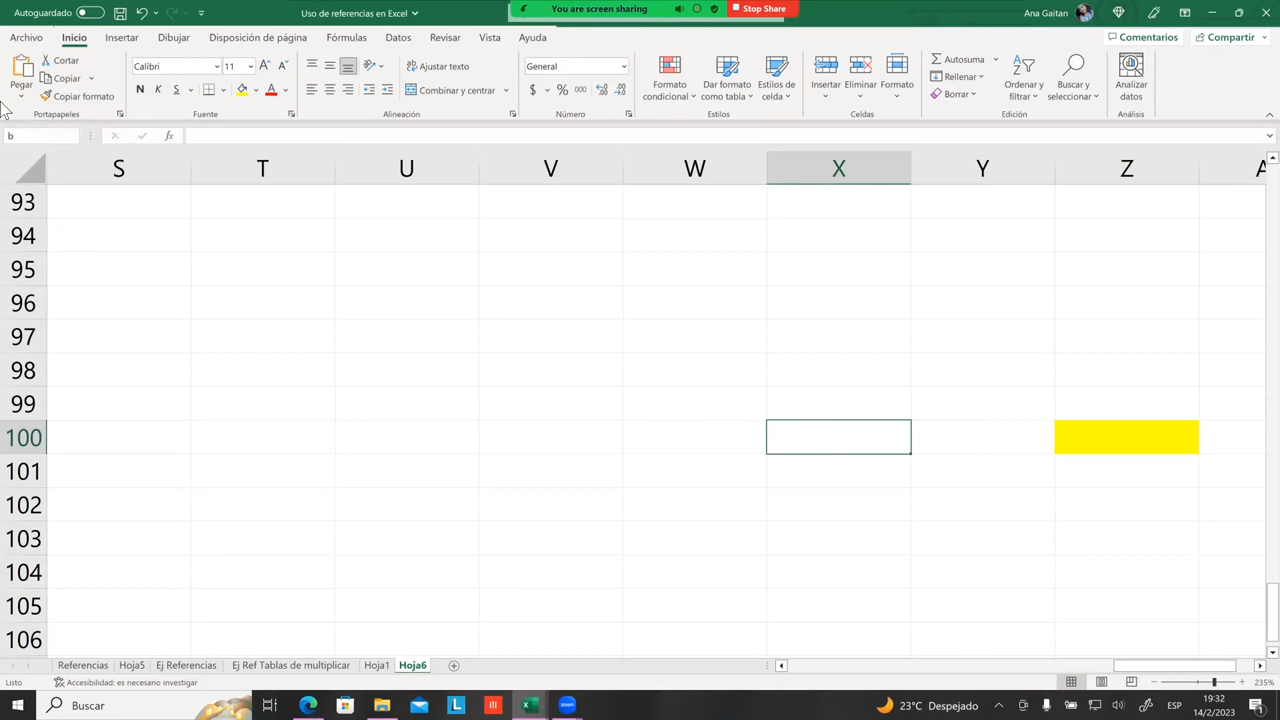 Autoguardado
Uso de referencias en Excel
You are screen sharing
Stop Share
Ana Gaitan
Archivo Inicio Insertar Dibujar Disposición de página Fórmulas Datos Revisar Vista Ayuda
Comentarios Compartir
Pegar
Cortar
Copiar
Copiar formato
Portapapeles
Calibri 11
N K S
Fuente
Ajustar texto
Combinar y centrar
Alineación
General
$ % 000
Número
Formato condicional
Dar formato como tabla
Estilos de celda
Estilos
Insertar Eliminar Formato
Celdas
Autosuma
Rellenar
Borrar
Ordenar y filtrar
Buscar y seleccionar
Edición
Analizar datos
Análisis
b
fx
S T U V W X Y Z A
93
94
95
96
97
98
99
100
101
102
103
104
105
106
Referencias Hoja5 Ej Referencias Ej Ref Tablas de multiplicar Hoja1 Hoja6
Listo Accesibilidad: es necesario investigar
235%
Buscar
L
zoom
23°C Despejado
ESP
19:32
14/2/2023